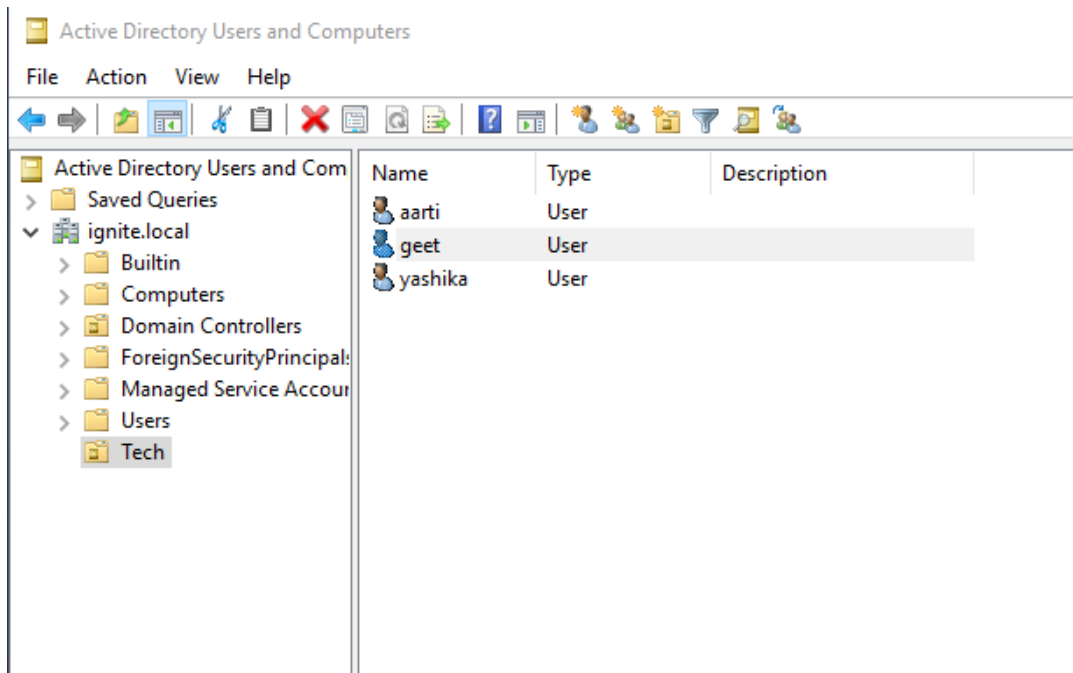 Active Directory Users and Computers
File Action View Help
Active Directory Users and Com
Saved Queries
ignite.local
Builtin
Computers
Domain Controllers
ForeignSecurityPrincipals
Managed Service Accour
Users
Tech
Name Type Description
aarti User
geet User
yashika User